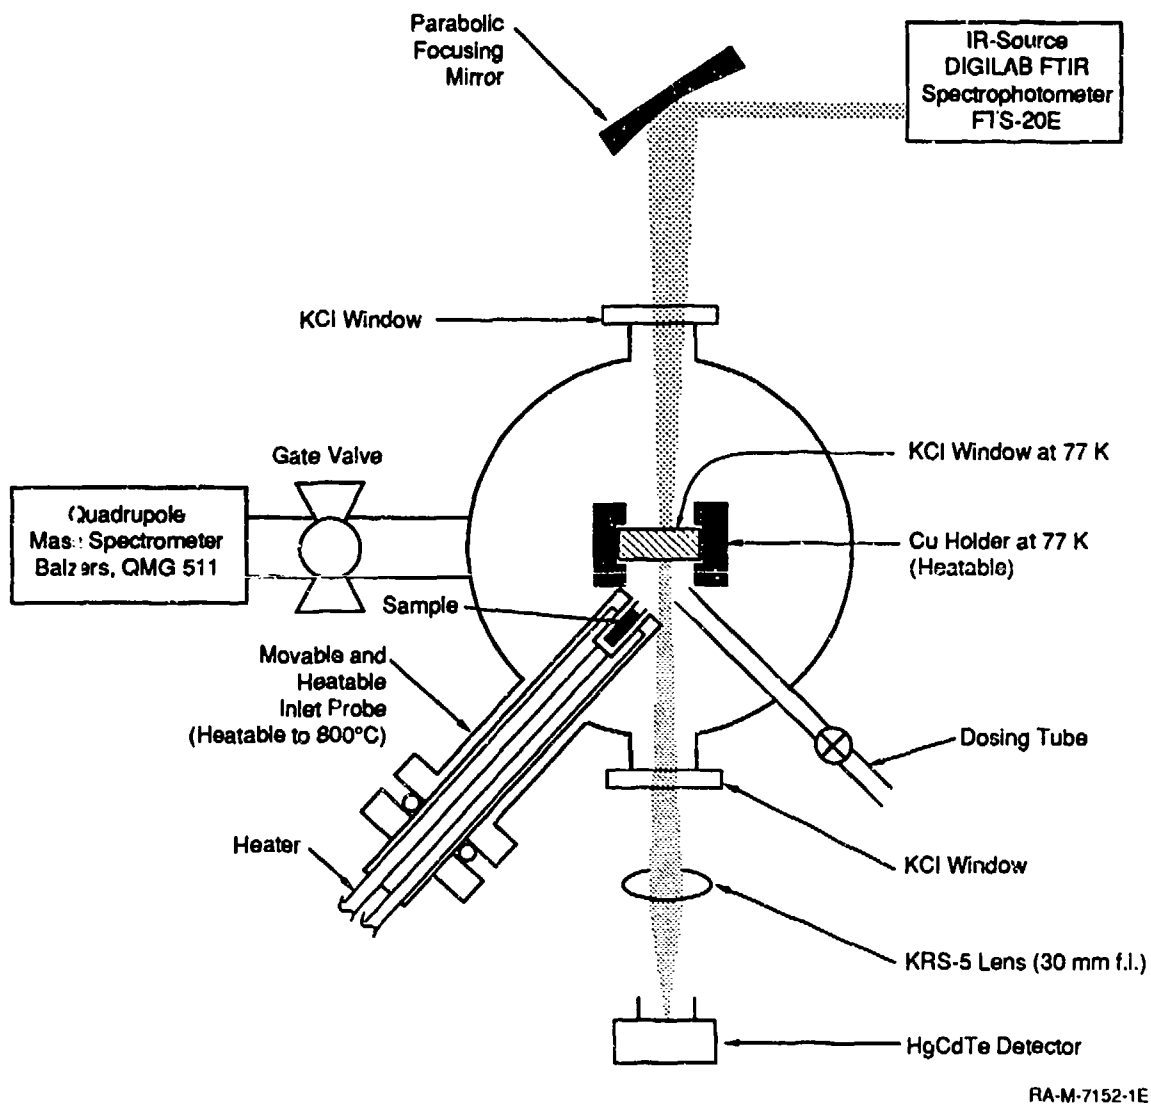 Parabolic
Focusing
Mirror
IR-Source
DIGILAB FTIR
Spectrophotometer
FTS-20E
KCl Window
Gate Valve
KCl Window at 77 K
Quadrupole
Mass Spectrometer
Balzers, QMG 511
Cu Holder at 77 K
(Heatable)
Sample
Movable and
Heatable
Inlet Probe
(Heatable to 800°C)
Dosing Tube
Heater
KCl Window
KRS-5 Lens (30 mm f.l.)
HgCdTe Detector
RA-M-7152-1E